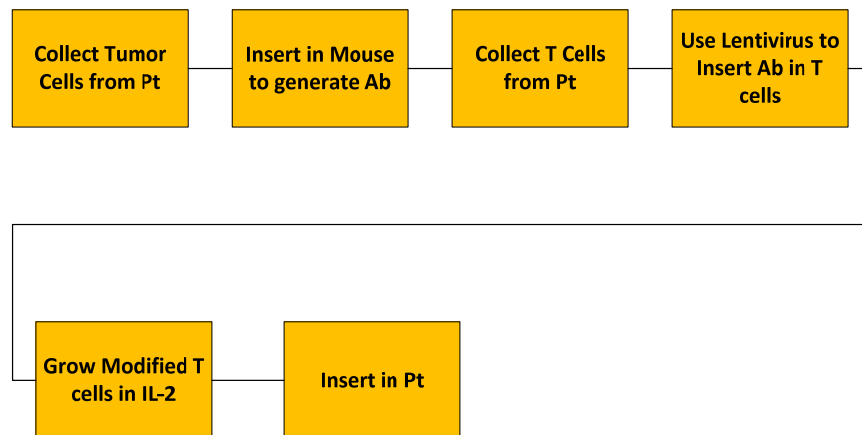 Collect Tumor
Cells from Pt
Insert in Mouse
to generate Ab
Collect T Cells
from Pt
Use Lentivirus to
Insert Ab in T
cells
Grow Modified T
cells in IL-2
Insert in Pt